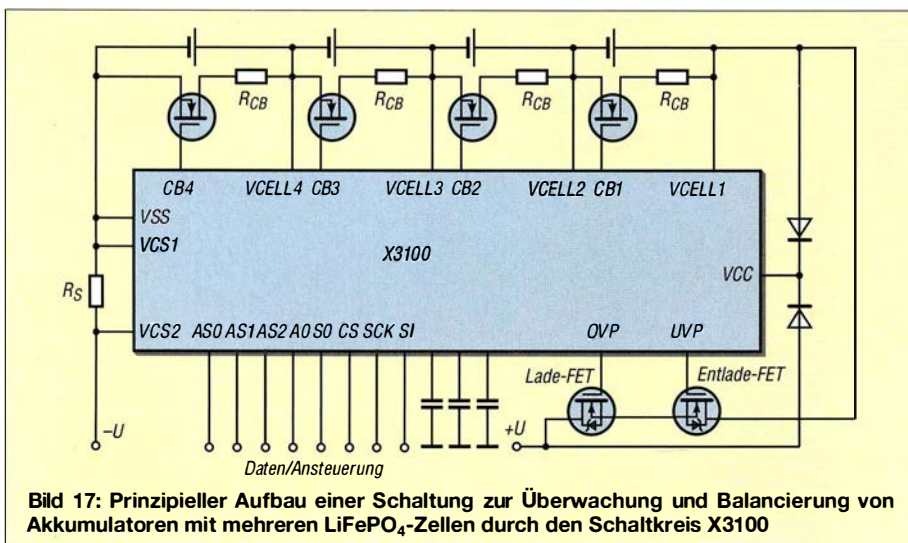 R_CB R_CB R_CB R_CB
CB4 VCELL4 CB3 VCELL3 CB2 VCELL2 CB1 VCELL1
VSS
VCS1
X3100
VCC
R_S
VCS2 AS0 AS1 AS2 A0 S0 CS SCK SI OVP UVP
Lade-FET Entlade-FET
–U +U
Daten/Ansteuerung
Bild 17: Prinzipieller Aufbau einer Schaltung zur Überwachung und Balancierung von
Akkumulatoren mit mehreren LiFePO₄-Zellen durch den Schaltkreis X3100